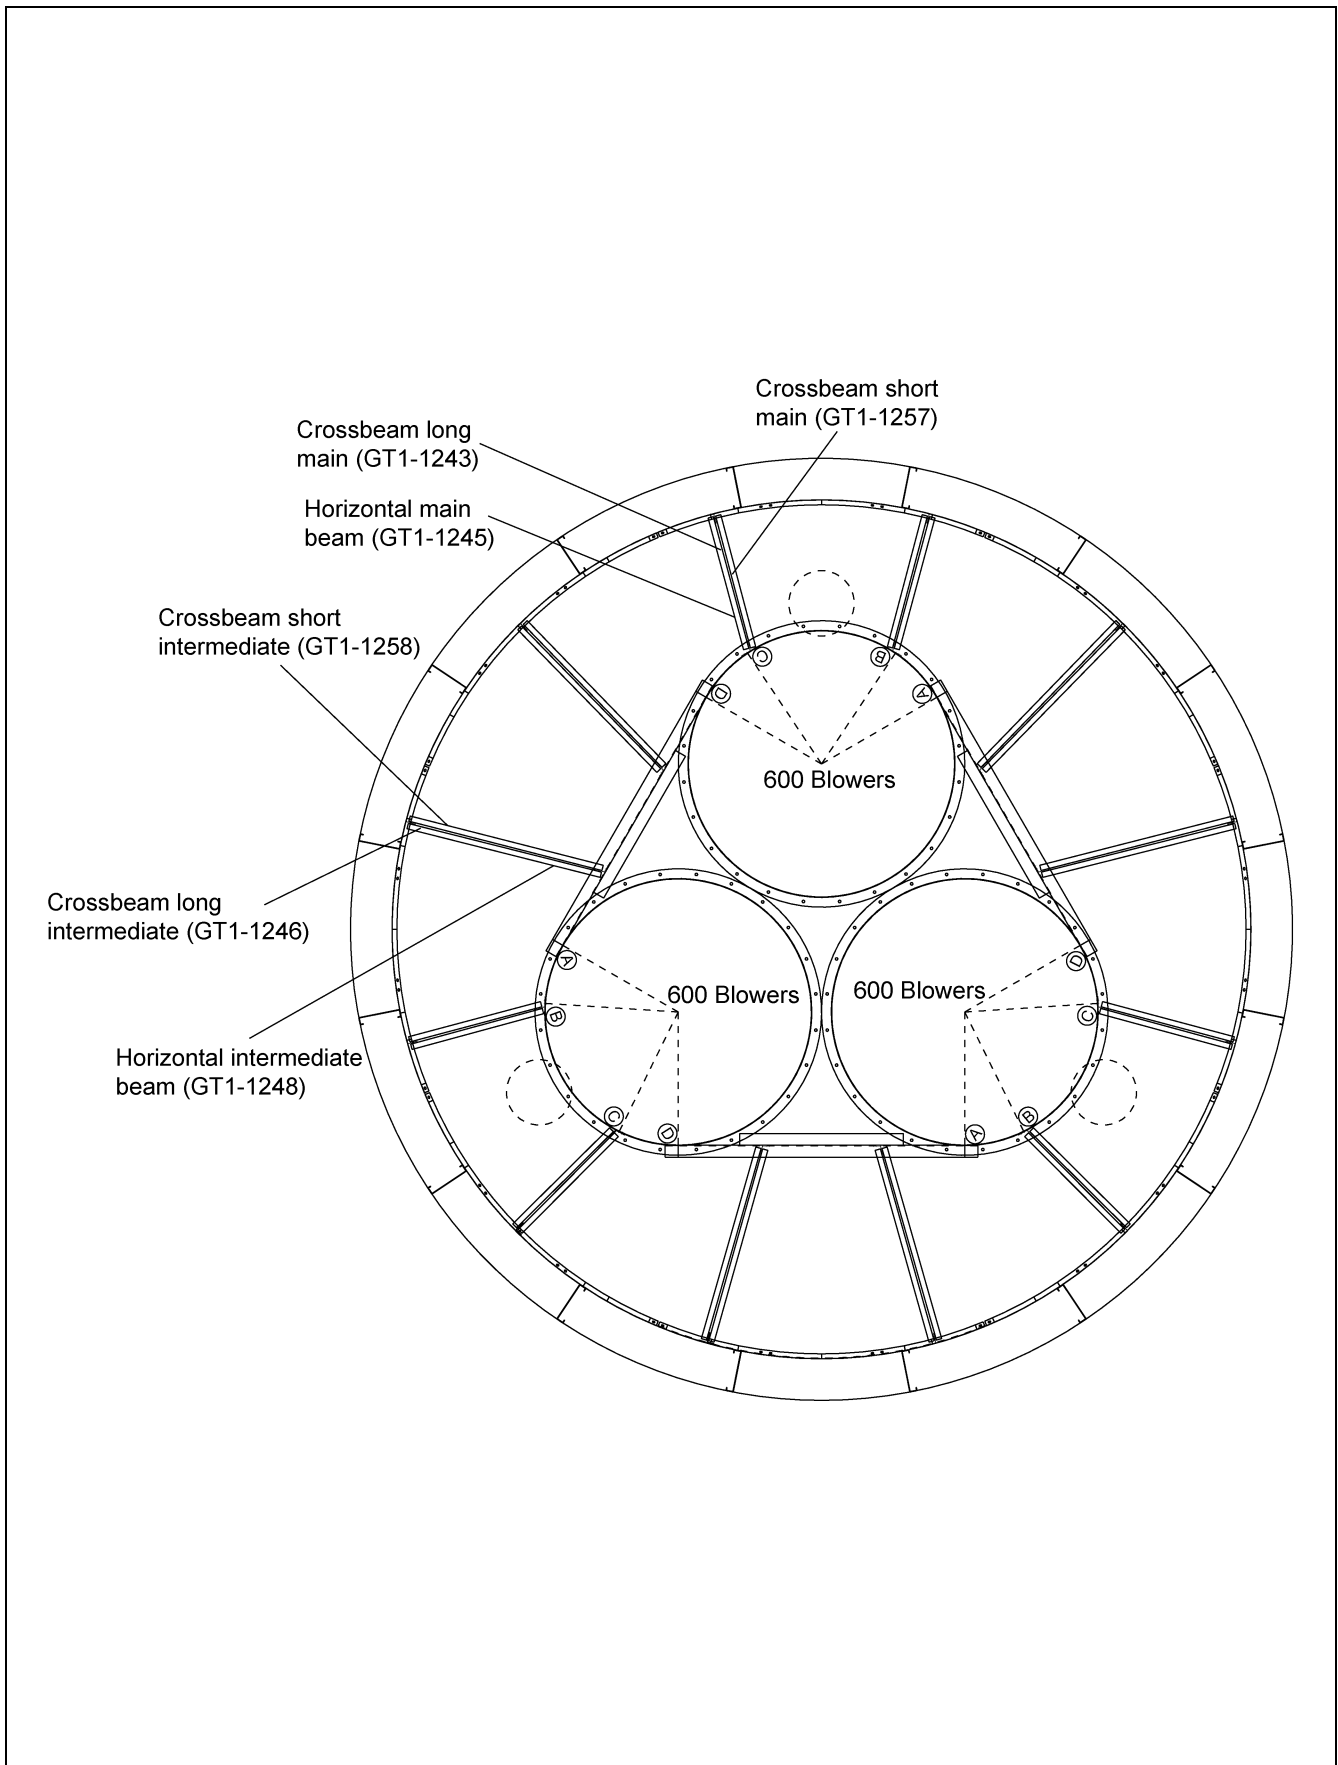 Crossbeam short
main (GT1-1257)
Crossbeam long
main (GT1-1243)
Horizontal main
beam (GT1-1245)
Crossbeam short
intermediate (GT1-1258)
C
B
D
A
600 Blowers
Crossbeam long
intermediate (GT1-1246)
A
D
600 Blowers
600 Blowers
B
C
Horizontal intermediate
beam (GT1-1248)
C
D
A
B